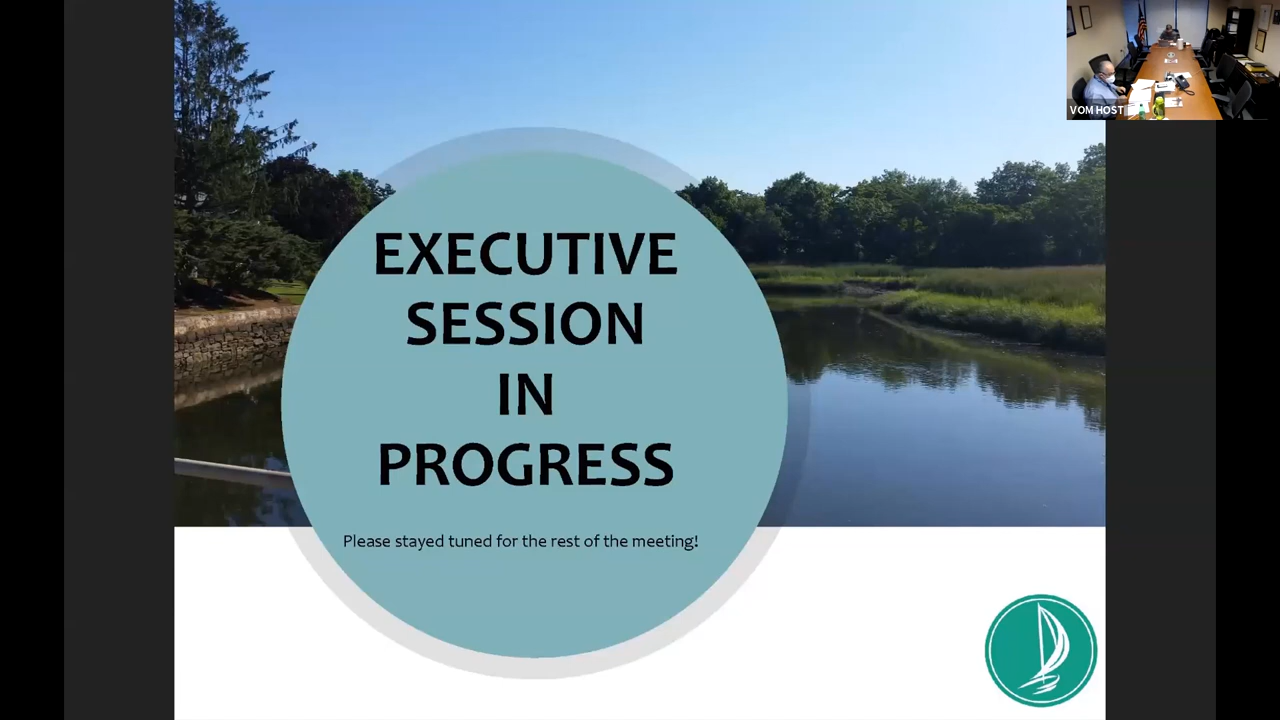 VOM HOST
EXECUTIVE
SESSION
IN
PROGRESS
Please stayed tuned for the rest of the meeting!